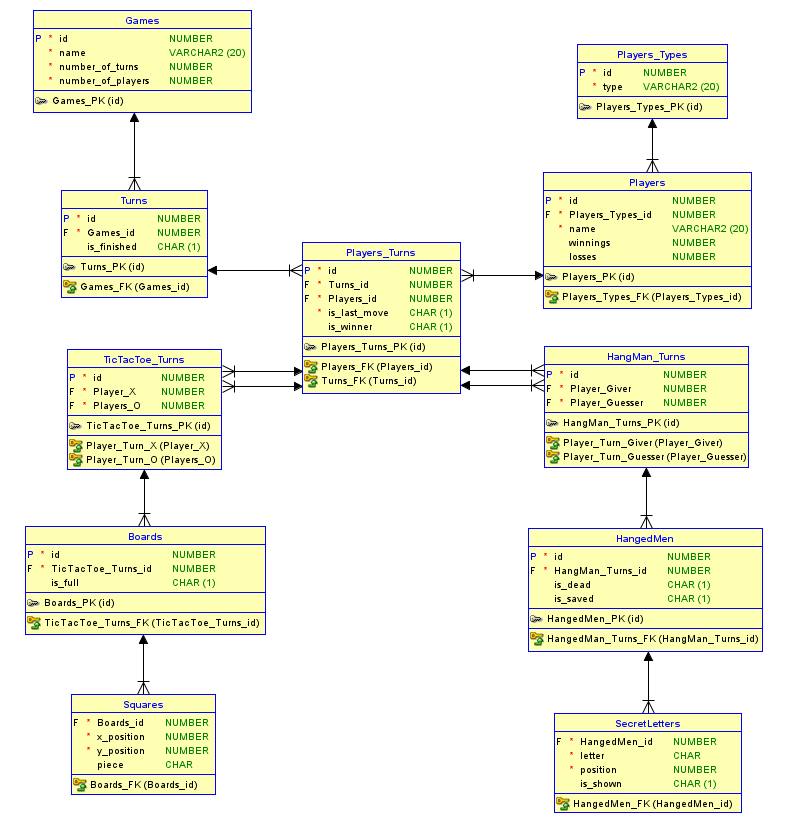 Games
P * id NUMBER
* name VARCHAR2 (20)
* number_of_turns NUMBER
* number_of_players NUMBER
Games_PK (id)
Players_Types
P * id NUMBER
* type VARCHAR2 (20)
Players_Types_PK (id)
Turns
P * id NUMBER
F * Games_id NUMBER
is_finished CHAR (1)
Turns_PK (id)
Games_FK (Games_id)
Players
P * id NUMBER
F * Players_Types_id NUMBER
* name VARCHAR2 (20)
winnings NUMBER
losses NUMBER
Players_PK (id)
Players_Types_FK (Players_Types_id)
Players_Turns
P * id NUMBER
F * Turns_id NUMBER
F * Players_id NUMBER
* is_last_move CHAR (1)
is_winner CHAR (1)
Players_Turns_PK (id)
Players_FK (Players_id)
Turns_FK (Turns_id)
TicTacToe_Turns
P * id NUMBER
F * Player_X NUMBER
F * Players_O NUMBER
TicTacToe_Turns_PK (id)
Player_Turn_X (Player_X)
Player_Turn_O (Players_O)
HangMan_Turns
P * id NUMBER
F * Player_Giver NUMBER
F * Player_Guesser NUMBER
HangMan_Turns_PK (id)
Player_Turn_Giver (Player_Giver)
Player_Turn_Guesser (Player_Guesser)
Boards
P * id NUMBER
F * TicTacToe_Turns_id NUMBER
is_full CHAR (1)
Boards_PK (id)
TicTacToe_Turns_FK (TicTacToe_Turns_id)
HangedMen
P * id NUMBER
F * HangMan_Turns_id NUMBER
is_dead CHAR (1)
is_saved CHAR (1)
HangedMen_PK (id)
HangedMan_Turns_FK (HangMan_Turns_id)
Squares
F * Boards_id NUMBER
* x_position NUMBER
* y_position NUMBER
piece CHAR
Boards_FK (Boards_id)
SecretLetters
F * HangedMen_id NUMBER
* letter CHAR
* position NUMBER
is_shown CHAR (1)
HangedMen_FK (HangedMen_id)